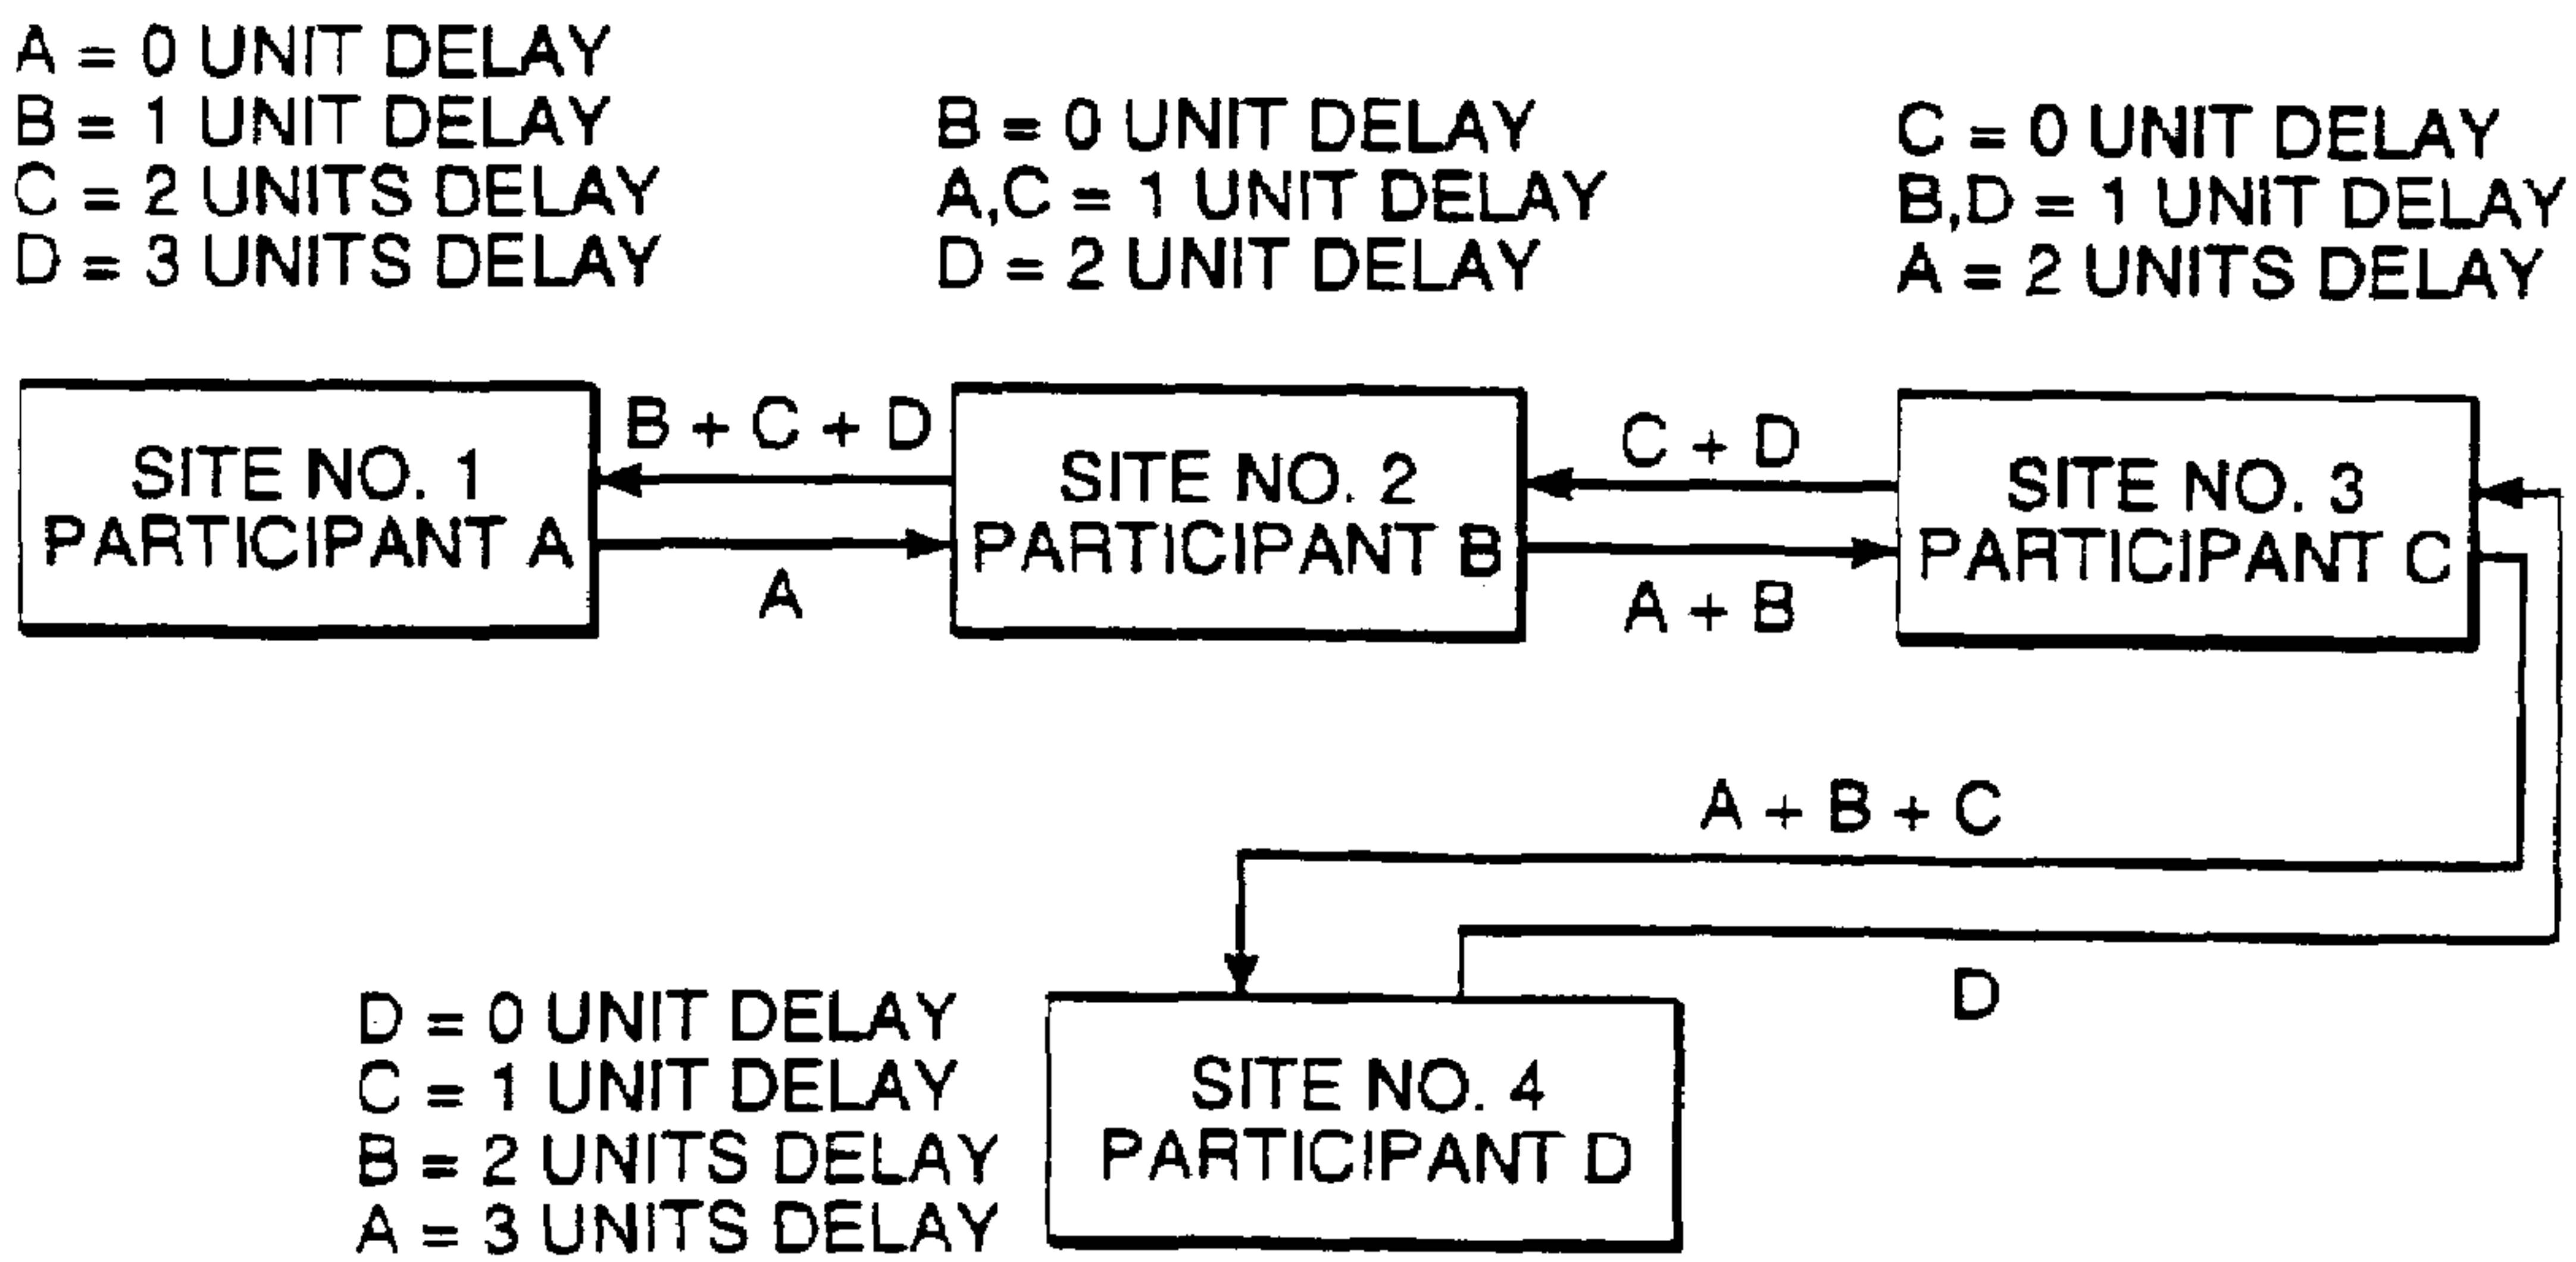 A = 0 UNIT DELAY
B = 1 UNIT DELAY
C = 2 UNITS DELAY
D = 3 UNITS DELAY
B = 0 UNIT DELAY
A,C = 1 UNIT DELAY
D = 2 UNIT DELAY
C = 0 UNIT DELAY
B,D = 1 UNIT DELAY
A = 2 UNITS DELAY
SITE NO. 1
PARTICIPANT A
B + C + D
A
SITE NO. 2
PARTICIPANT B
C + D
A + B
SITE NO. 3
PARTICIPANT C
A + B + C
D
D = 0 UNIT DELAY
C = 1 UNIT DELAY
B = 2 UNITS DELAY
A = 3 UNITS DELAY
SITE NO. 4
PARTICIPANT D